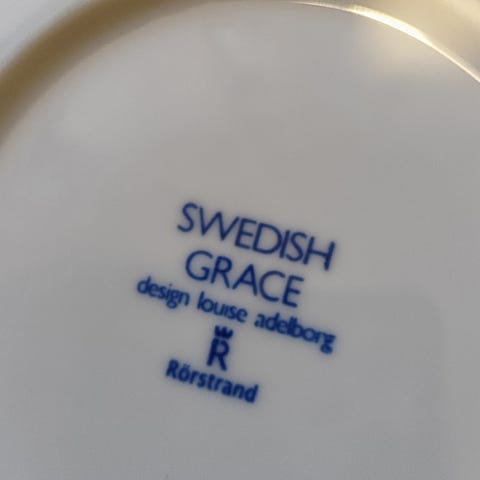 SWEDISH
GRACE
design louise adelborg
R
Rörstrand